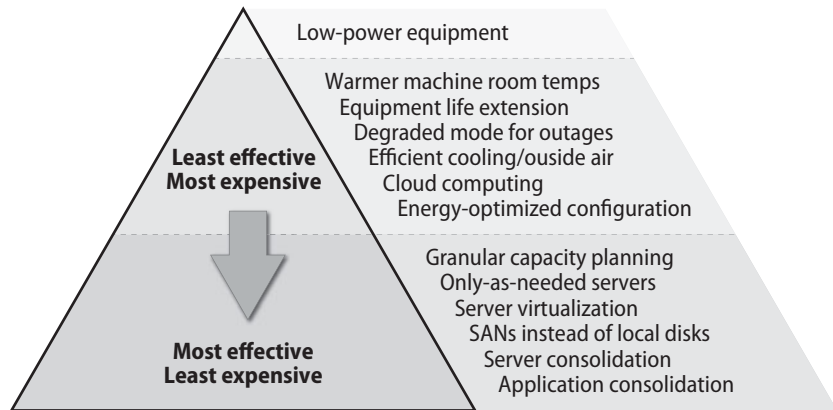 Low-power equipment
Warmer machine room temps
Equipment life extension
Degraded mode for outages
Efficient cooling/ouside air
Cloud computing
Energy-optimized configuration
Least effective
Most expensive
Granular capacity planning
Only-as-needed servers
Server virtualization
SANs instead of local disks
Server consolidation
Application consolidation
Most effective
Least expensive